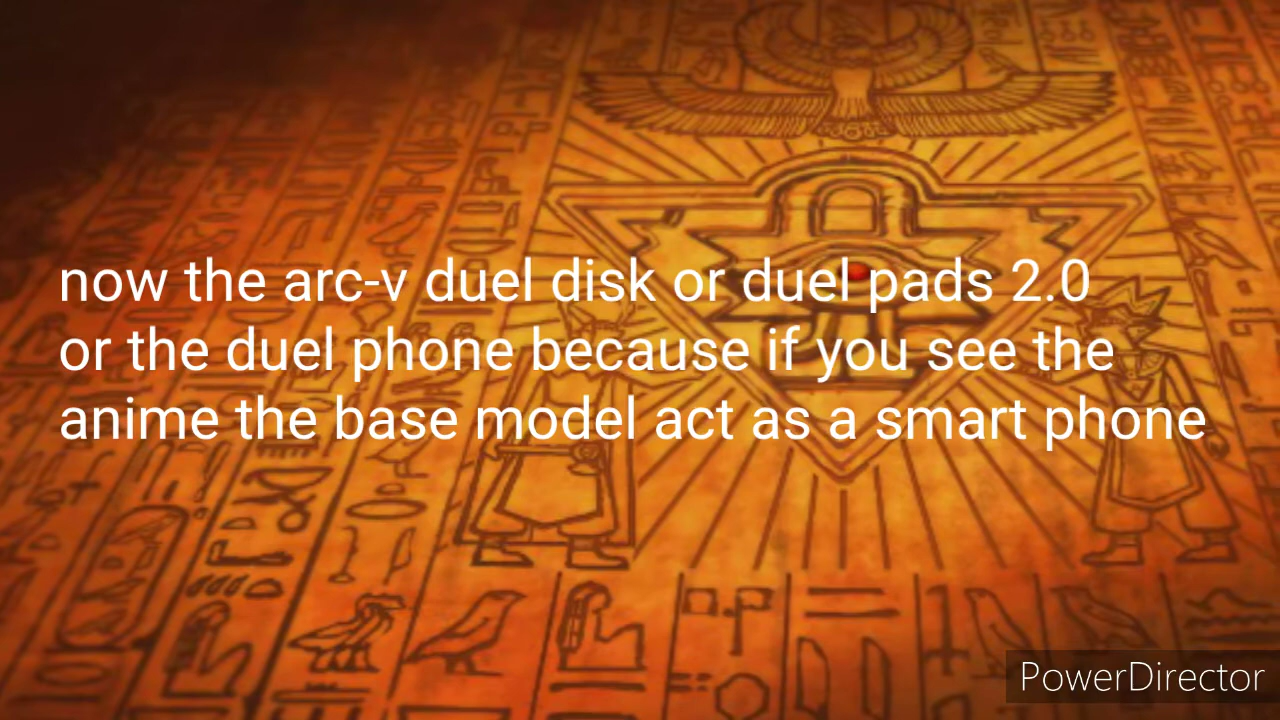 now the arc-v duel disk or duel pads 2.0
or the duel phone because if you see the
anime the base model act as a smart phone
PowerDirector